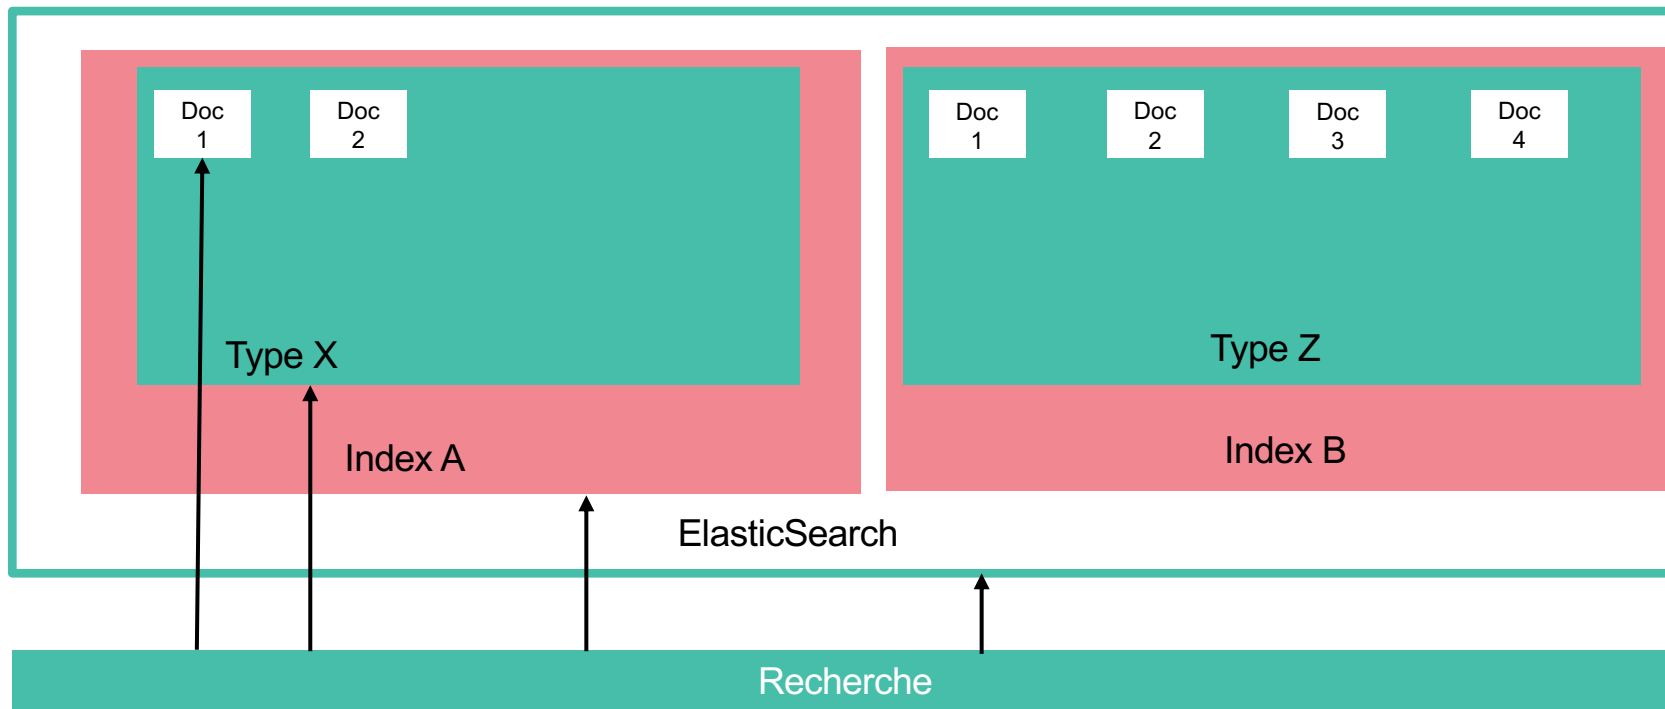 Doc
1
Doc
2
Type X
Index A
Doc
1
Doc
2
Doc
3
Doc
4
Type Z
Index B
ElasticSearch
Recherche